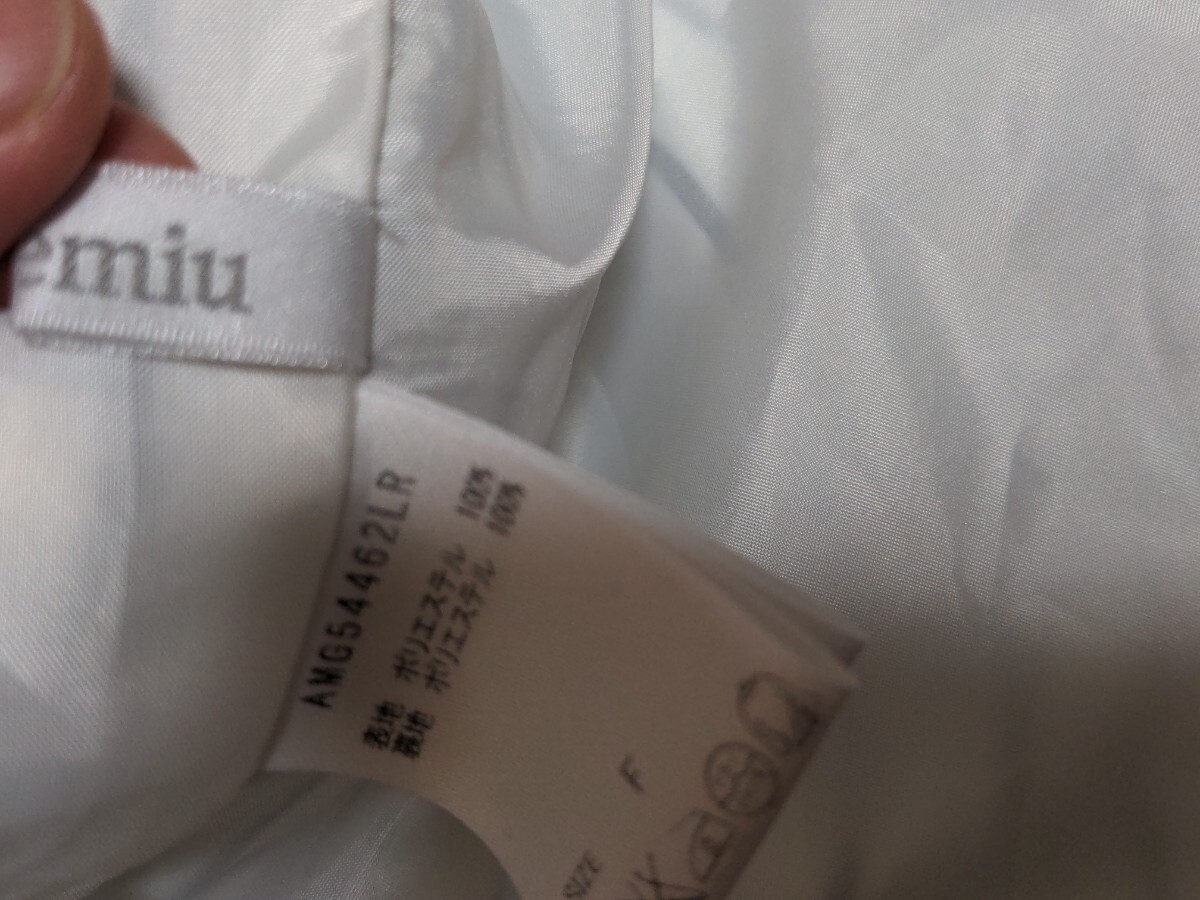 emiu
AMG54462LR
表地 ポリエステル 100%
裏地 ポリエステル 100%
F
SIZE